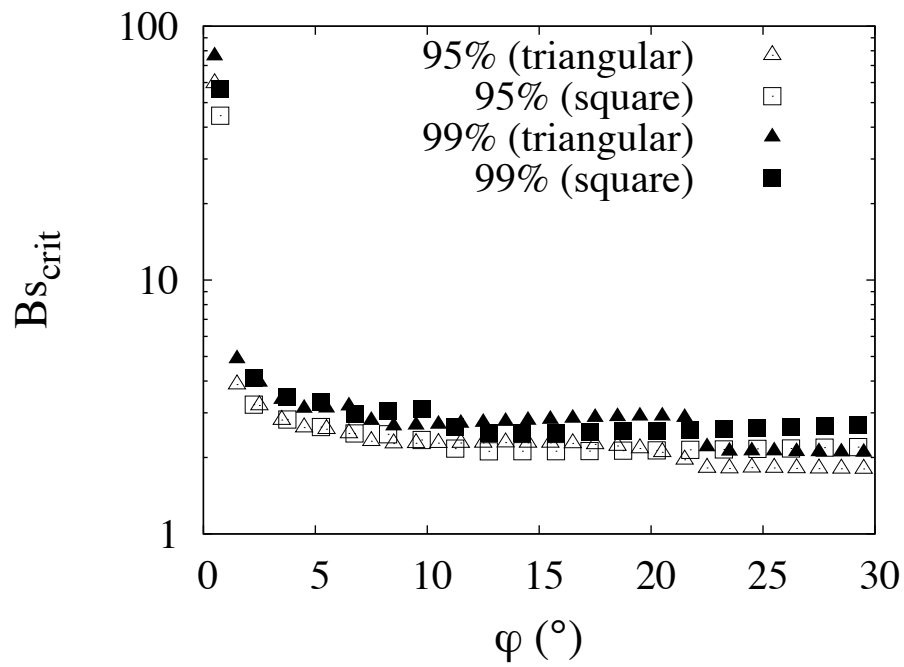 100
10
1
Bs_crit
95% (triangular)
95% (square)
99% (triangular)
99% (square)
0 5 10 15 20 25 30
φ (°)